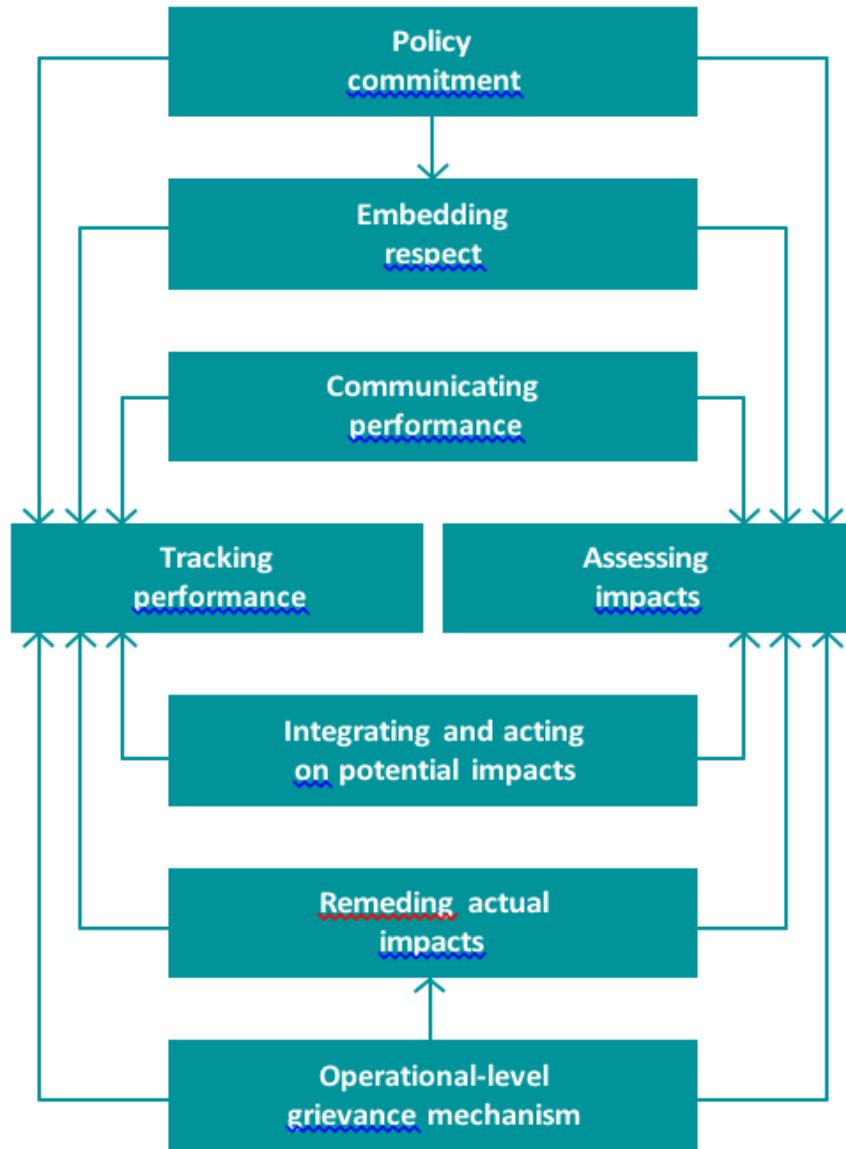 Policy
commitment
Embedding
respect
Communicating
performance
Tracking
performance
Assessing
impacts
Integrating and acting
on potential impacts
Remeding actual
impacts
Operational-level
grievance mechanism